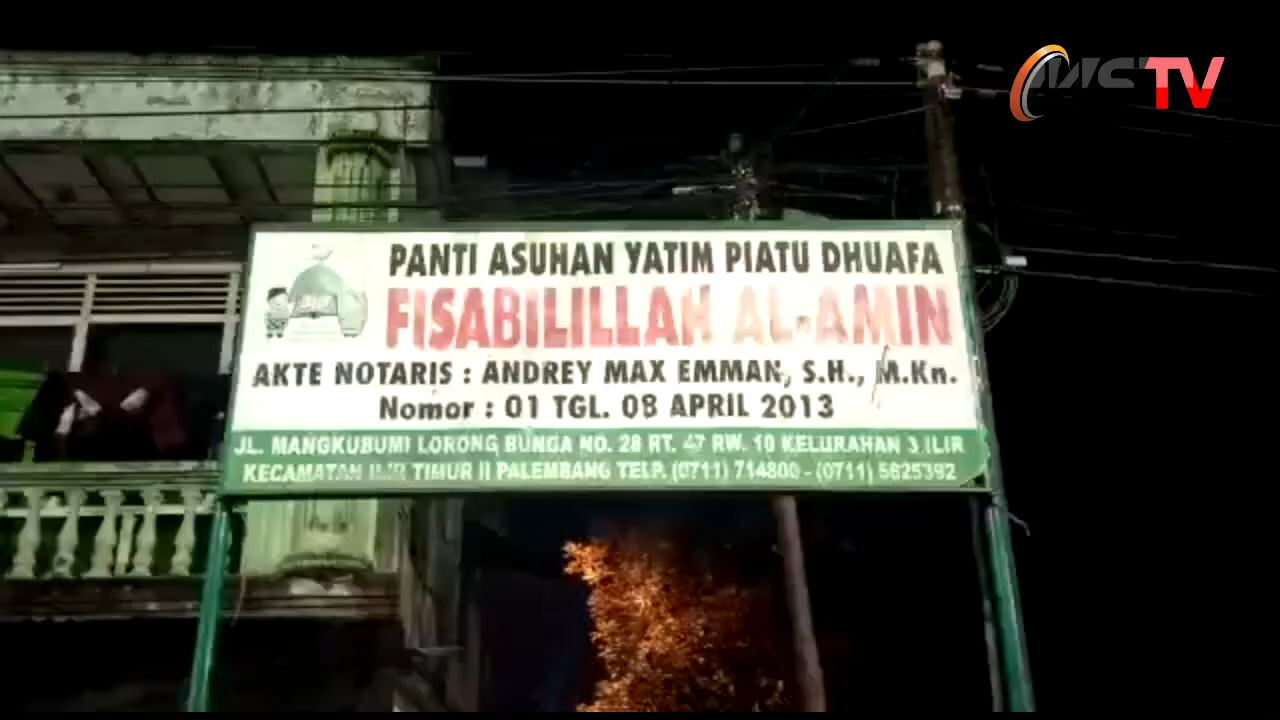 MCTV
PANTI ASUHAN YATIM PIATU DHUAFA
FISABILILLAH AL-AMIN
AKTE NOTARIS : ANDREY MAX EMMAN, S.H., M.Kn.
Nomor : 01 TGL. 08 APRIL 2013
JL. MANGKUBUMI LORONG BUNGA NO. 28 RT. 47 RW. 10 KELURAHAN 3 ILIR
KECAMATAN ILIR TIMUR II PALEMBANG TELP. (0711) 714800 - (0711) 5625392